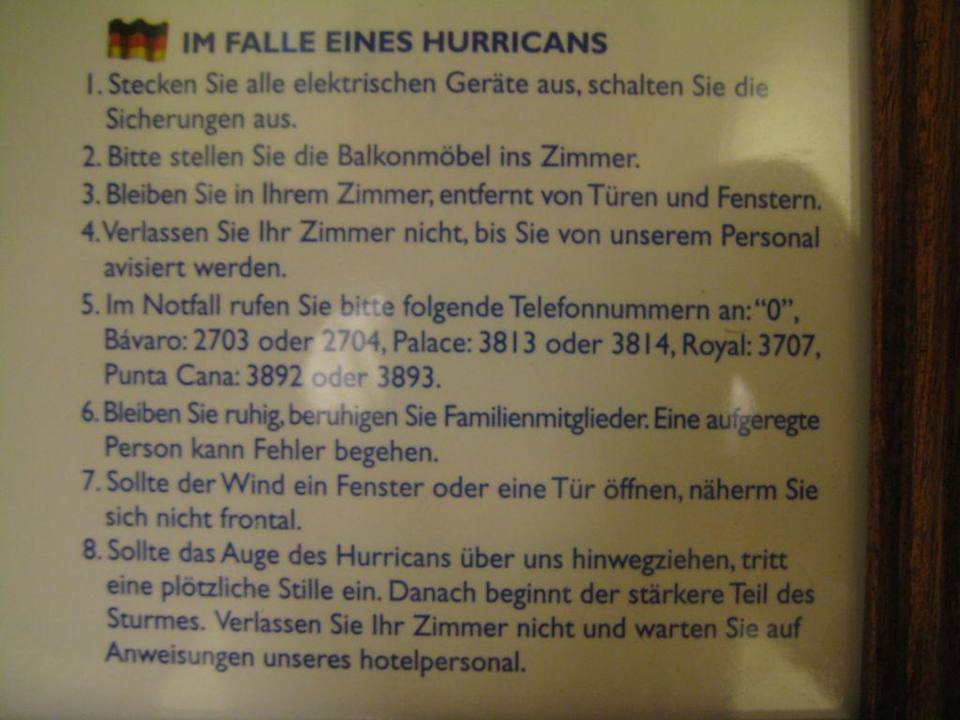 IM FALLE EINES HURRICANS
1. Stecken Sie alle elektrischen Geräte aus, schalten Sie die
Sicherungen aus.
2. Bitte stellen Sie die Balkonmöbel ins Zimmer.
3. Bleiben Sie in Ihrem Zimmer, entfernt von Türen und Fenstern.
4. Verlassen Sie Ihr Zimmer nicht, bis Sie von unserem Personal
avisiert werden.
5. Im Notfall rufen Sie bitte folgende Telefonnummern an: “0”,
Bávaro: 2703 oder 2704, Palace: 3813 oder 3814, Royal: 3707,
Punta Cana: 3892 oder 3893.
6. Bleiben Sie ruhig, beruhigen Sie Familienmitglieder. Eine aufgeregte
Person kann Fehler begehen.
7. Sollte der Wind ein Fenster oder eine Tür öffnen, näherm Sie
sich nicht frontal.
8. Sollte das Auge des Hurricans über uns hinwegziehen, tritt
eine plötzliche Stille ein. Danach beginnt der stärkere Teil des
Sturmes. Verlassen Sie Ihr Zimmer nicht und warten Sie auf
Anweisungen unseres hotelpersonal.